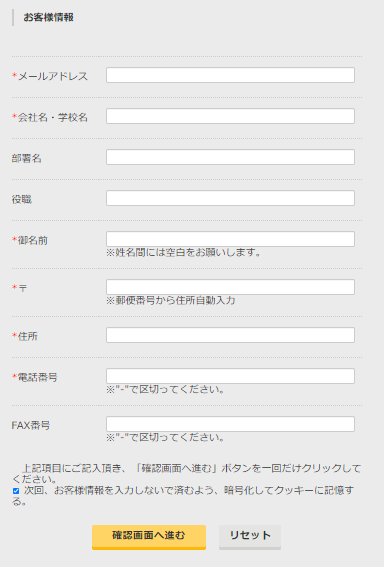 お客様情報
*メールアドレス
*会社名・学校名
部署名
役職
*御名前
※姓名間には空白をお願いします。
*〒
※郵便番号から住所自動入力
*住所
*電話番号
※"-"で区切ってください。
FAX番号
※"-"で区切ってください。
上記項目にご記入頂き、「確認画面へ進む」ボタンを一回だけクリックして
ください。
次回、お客様情報を入力しないで済むよう、暗号化してクッキーに記憶す
る。
確認画面へ進む
リセット